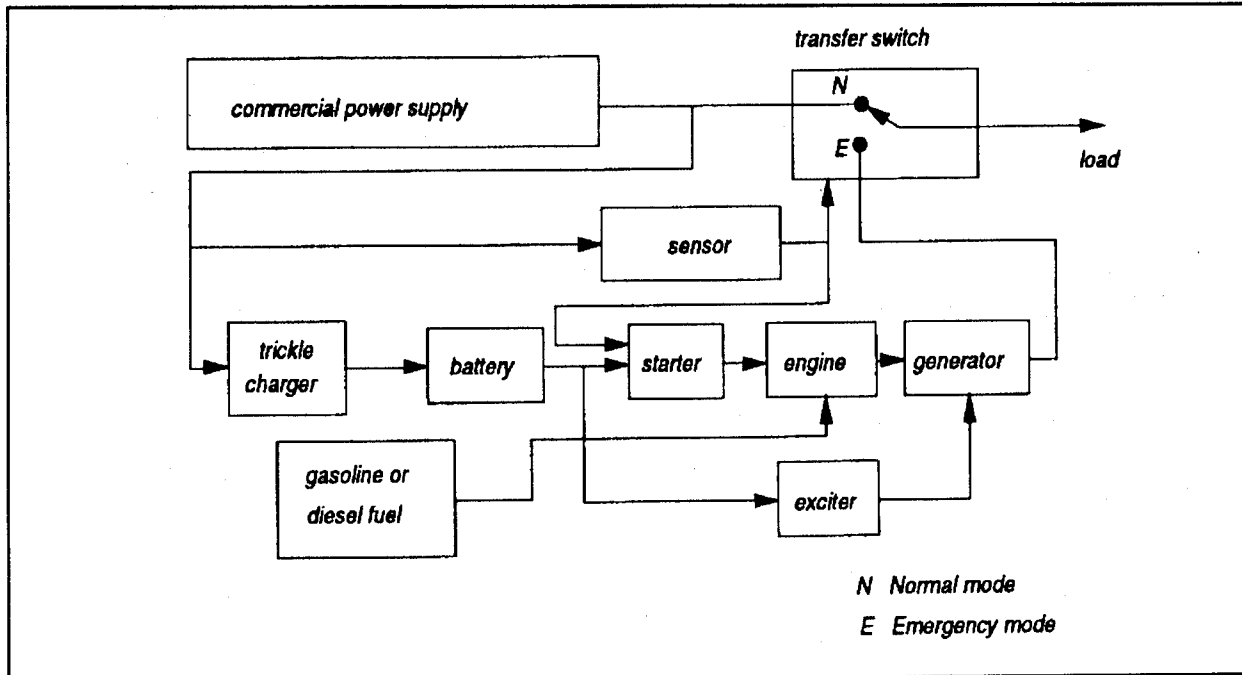 transfer switch
commercial power supply
N
E
load
sensor
trickle
charger
battery
starter
engine
generator
gasoline or
diesel fuel
exciter
N Normal mode
E Emergency mode